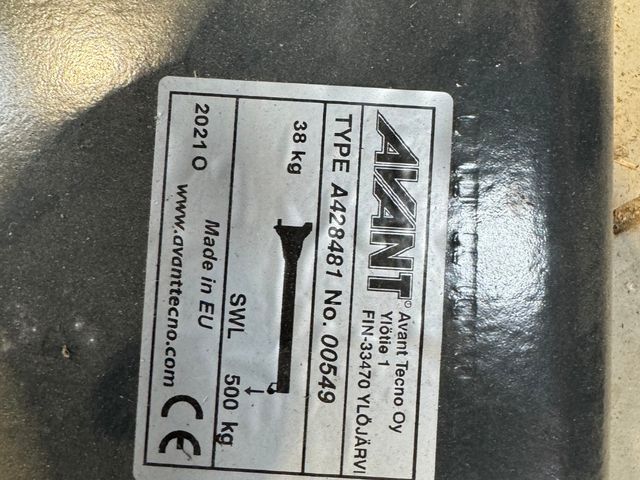 AVANT®
Avant Tecno Oy
Ylötie 1
FIN-33470 YLÖJÄRVI
TYPE A428481 No. 00549
38 kg
SWL 500 kg
Made in EU
2021 O www.avanttecno.com CE